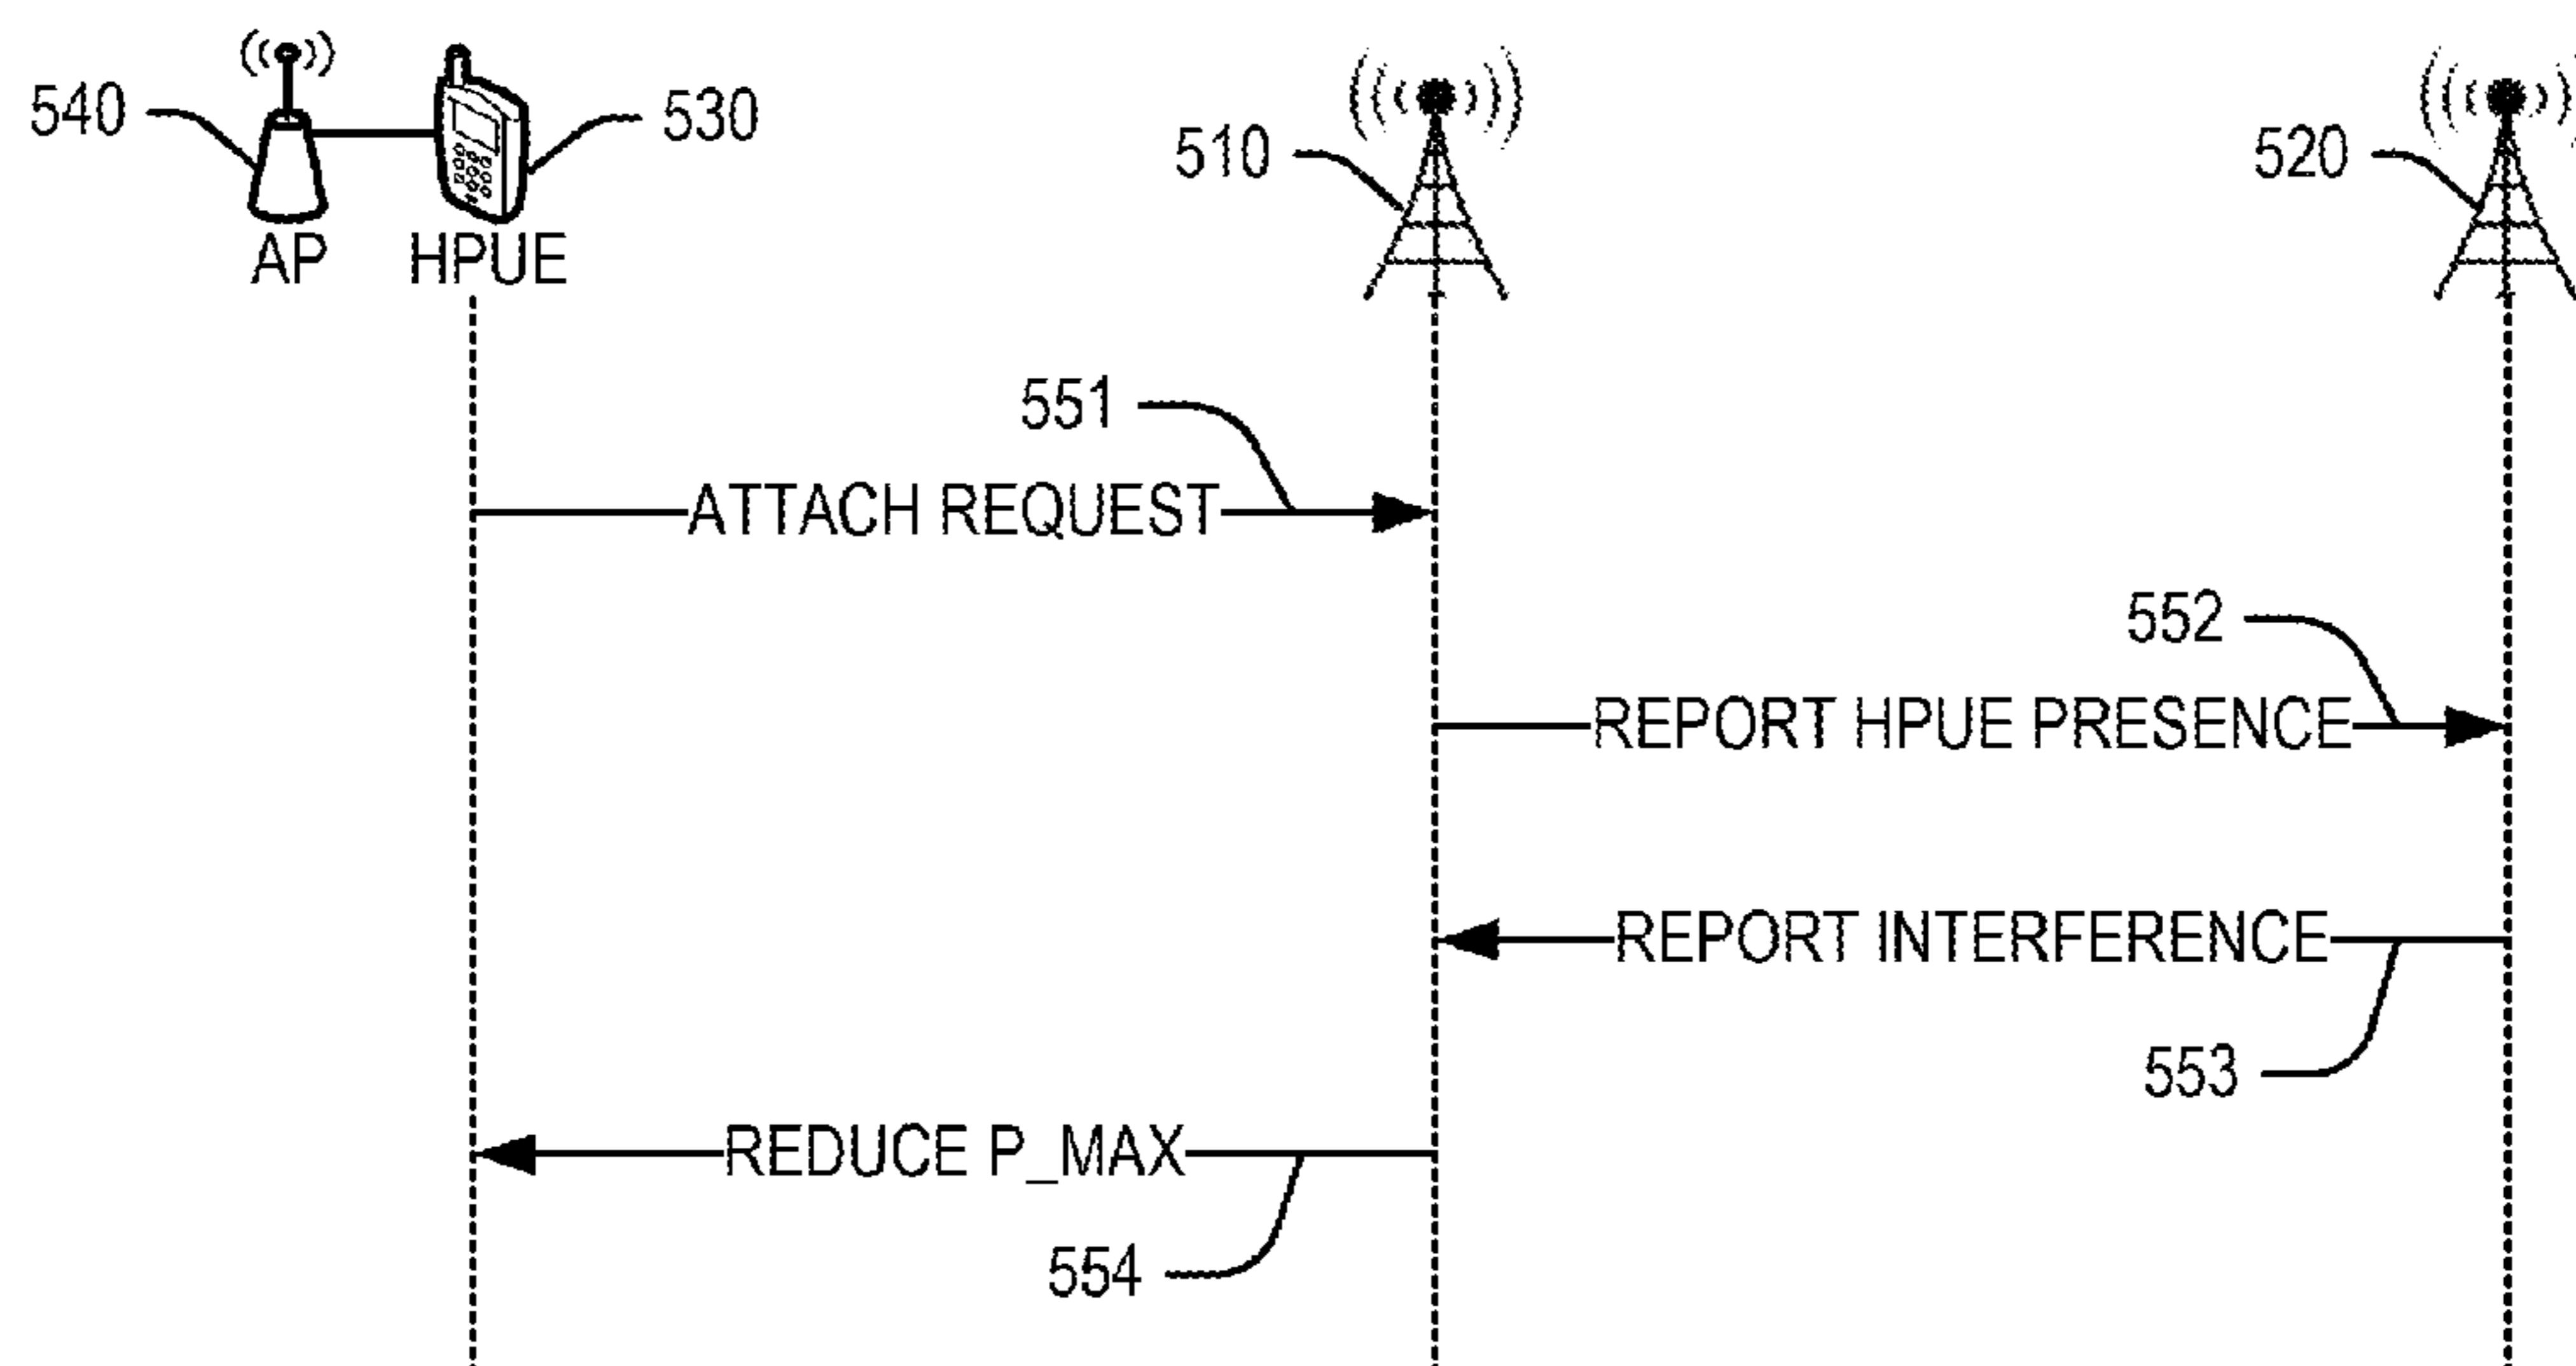 540
530
510
520
AP
HPUE
551
ATTACH REQUEST
552
REPORT HPUE PRESENCE
REPORT INTERFERENCE
553
REDUCE P_MAX
554